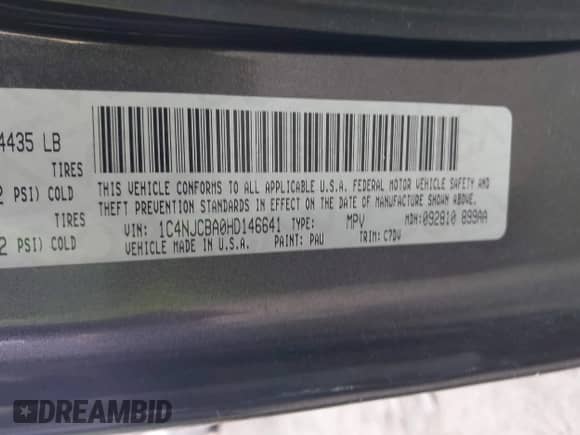 4435 LB
TIRES
2 PSI) COLD
TIRES
2 PSI) COLD
THIS VEHICLE CONFORMS TO ALL APPLICABLE U.S.A. FEDERAL MOTOR VEHICLE SAFETY AND
THEFT PREVENTION STANDARDS IN EFFECT ON THE DATE OF MANUFACTURE SHOWN ABOVE.
VIN: 1C4NJCBA0HD146641 TYPE: MPV MDH: 092810 899AA
VEHICLE MADE IN U.S.A. PAINT: PAU TRIM: C7DV
DREAMBID